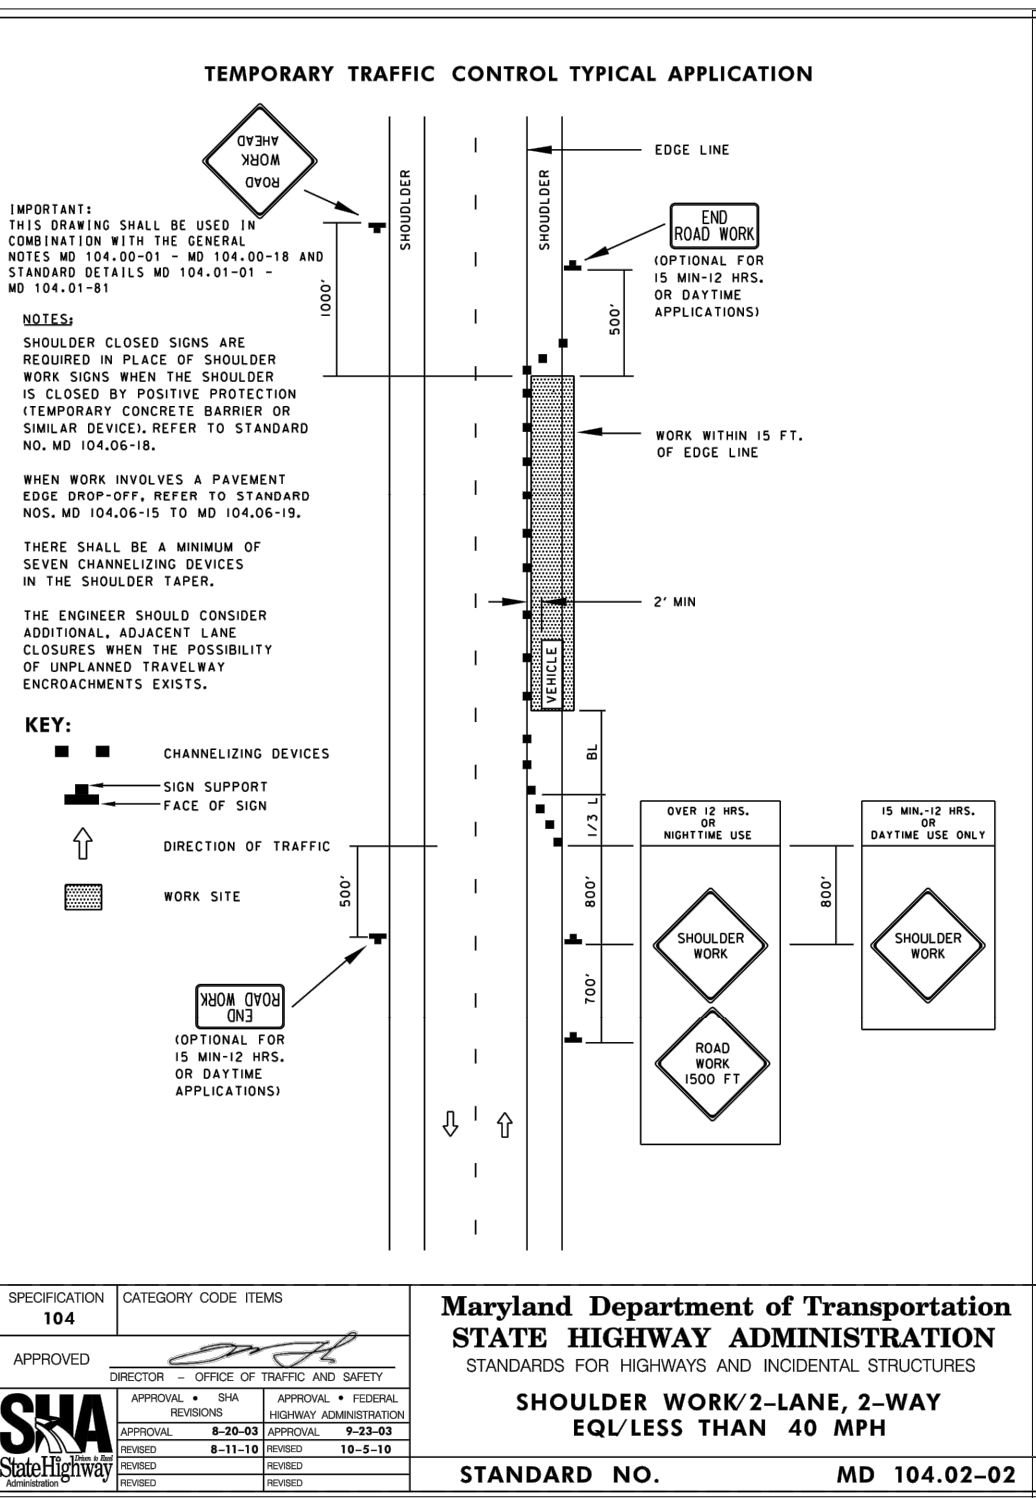 TEMPORARY TRAFFIC CONTROL TYPICAL APPLICATION
ROAD
WORK
AHEAD
SHOUDLDER
SHOUDLDER
EDGE LINE
IMPORTANT:
THIS DRAWING SHALL BE USED IN
COMBINATION WITH THE GENERAL
NOTES MD 104.00-01 - MD 104.00-18 AND
STANDARD DETAILS MD 104.01-01 -
MD 104.01-81
1000'
END
ROAD WORK
(OPTIONAL FOR
15 MIN-12 HRS.
OR DAYTIME
APPLICATIONS)
500'
NOTES:
SHOULDER CLOSED SIGNS ARE
REQUIRED IN PLACE OF SHOULDER
WORK SIGNS WHEN THE SHOULDER
IS CLOSED BY POSITIVE PROTECTION
(TEMPORARY CONCRETE BARRIER OR
SIMILAR DEVICE). REFER TO STANDARD
NO. MD 104.06-18.
WHEN WORK INVOLVES A PAVEMENT
EDGE DROP-OFF, REFER TO STANDARD
NOS. MD 104.06-15 TO MD 104.06-19.
THERE SHALL BE A MINIMUM OF
SEVEN CHANNELIZING DEVICES
IN THE SHOULDER TAPER.
THE ENGINEER SHOULD CONSIDER
ADDITIONAL, ADJACENT LANE
CLOSURES WHEN THE POSSIBILITY
OF UNPLANNED TRAVELWAY
ENCROACHMENTS EXISTS.
WORK WITHIN 15 FT.
OF EDGE LINE
2' MIN
VEHICLE
KEY:
CHANNELIZING DEVICES
SIGN SUPPORT
FACE OF SIGN
DIRECTION OF TRAFFIC
WORK SITE
BL
1/3 L
800'
700'
500'
END
ROAD WORK
(OPTIONAL FOR
15 MIN-12 HRS.
OR DAYTIME
APPLICATIONS)
OVER 12 HRS.
OR
NIGHTTIME USE
SHOULDER
WORK
ROAD
WORK
1500 FT
800'
15 MIN.-12 HRS.
OR
DAYTIME USE ONLY
SHOULDER
WORK
SPECIFICATION
104
CATEGORY CODE ITEMS
APPROVED
DIRECTOR – OFFICE OF TRAFFIC AND SAFETY
SHA
Driven to Excel
StateHighway
Administration
APPROVAL • SHA
REVISIONS
APPROVAL • FEDERAL
HIGHWAY ADMINISTRATION
APPROVAL 8-20-03 APPROVAL 9-23-03
REVISED 8-11-10 REVISED 10-5-10
REVISED REVISED
REVISED REVISED
Maryland Department of Transportation
STATE HIGHWAY ADMINISTRATION
STANDARDS FOR HIGHWAYS AND INCIDENTAL STRUCTURES
SHOULDER WORK/2-LANE, 2-WAY
EQL/LESS THAN 40 MPH
STANDARD NO. MD 104.02-02